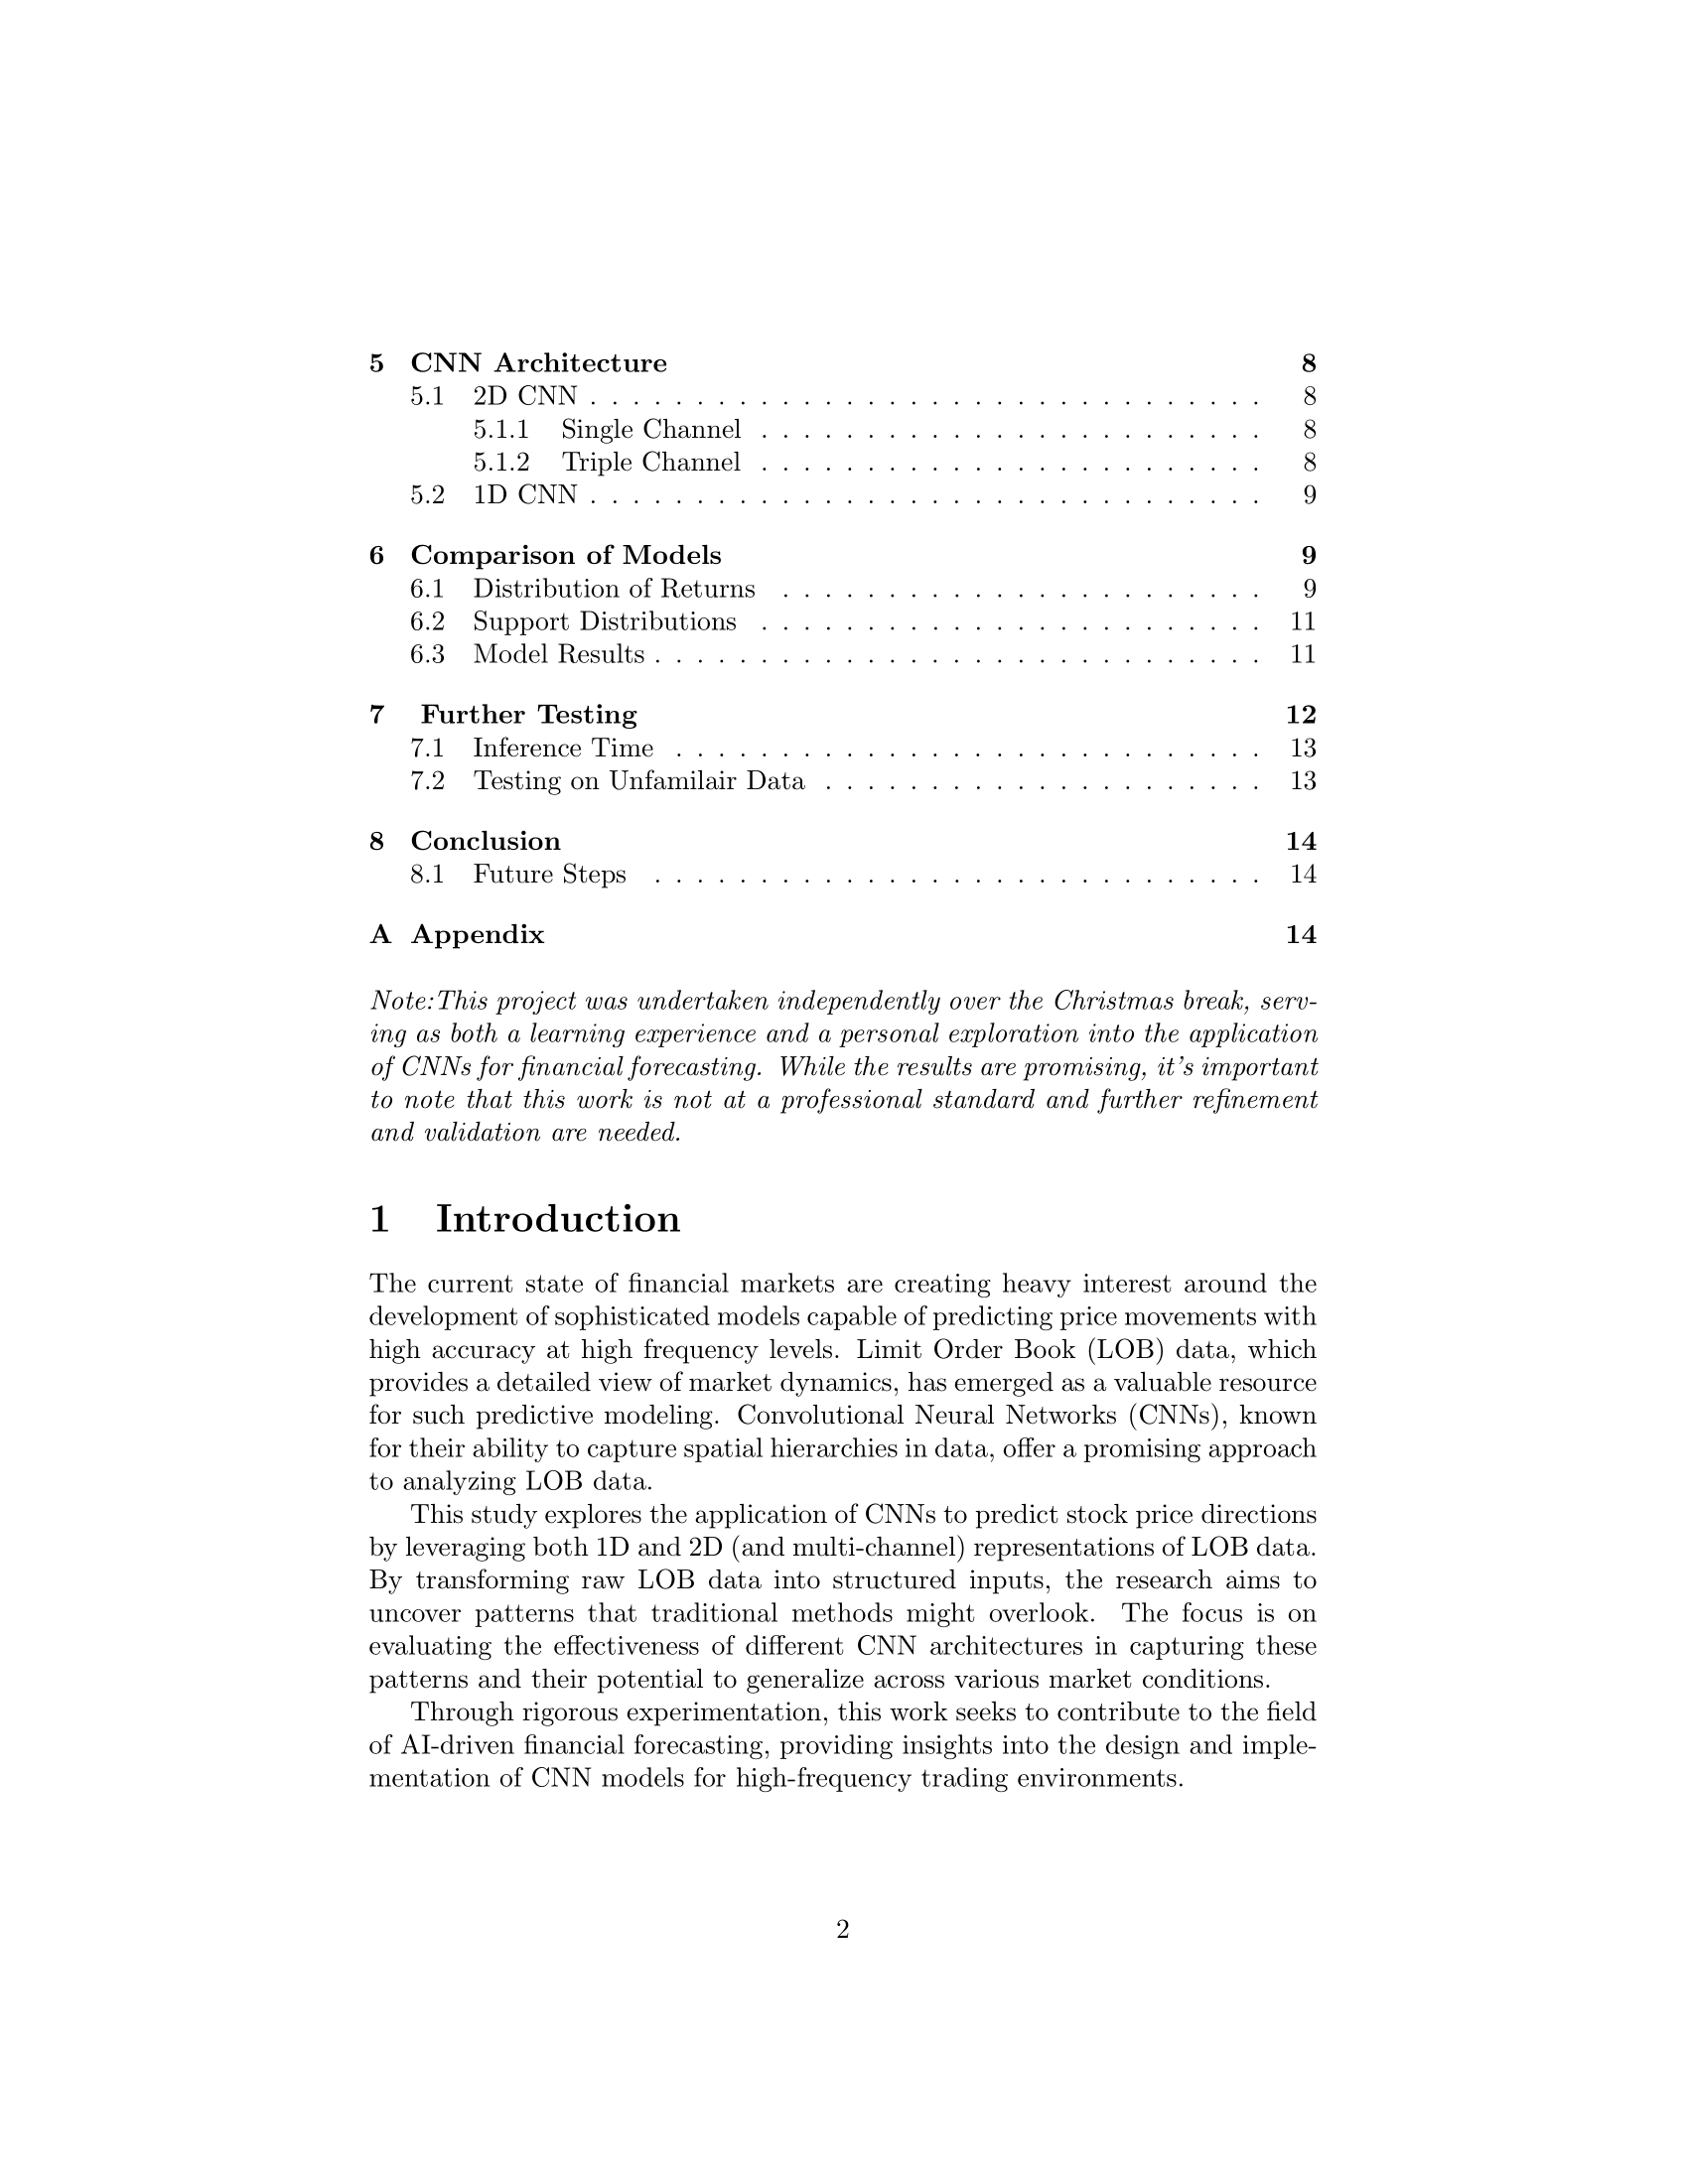 5 CNN Architecture 8
5.1 2D CNN . . . . . . . . . . . . . . . . . . . . . . . . . . . . . . . . 8
5.1.1 Single Channel . . . . . . . . . . . . . . . . . . . . . . . . 8
5.1.2 Triple Channel . . . . . . . . . . . . . . . . . . . . . . . . 8
5.2 1D CNN . . . . . . . . . . . . . . . . . . . . . . . . . . . . . . . . 9
6 Comparison of Models 9
6.1 Distribution of Returns . . . . . . . . . . . . . . . . . . . . . . . 9
6.2 Support Distributions . . . . . . . . . . . . . . . . . . . . . . . . 11
6.3 Model Results . . . . . . . . . . . . . . . . . . . . . . . . . . . . . 11
7 Further Testing 12
7.1 Inference Time . . . . . . . . . . . . . . . . . . . . . . . . . . . . 13
7.2 Testing on Unfamilair Data . . . . . . . . . . . . . . . . . . . . . 13
8 Conclusion 14
8.1 Future Steps . . . . . . . . . . . . . . . . . . . . . . . . . . . . . 14
A Appendix 14
Note:This project was undertaken independently over the Christmas break, serv-
ing as both a learning experience and a personal exploration into the application
of CNNs for financial forecasting. While the results are promising, it's important
to note that this work is not at a professional standard and further refinement
and validation are needed.
1 Introduction
The current state of financial markets are creating heavy interest around the
development of sophisticated models capable of predicting price movements with
high accuracy at high frequency levels. Limit Order Book (LOB) data, which
provides a detailed view of market dynamics, has emerged as a valuable resource
for such predictive modeling. Convolutional Neural Networks (CNNs), known
for their ability to capture spatial hierarchies in data, offer a promising approach
to analyzing LOB data.
This study explores the application of CNNs to predict stock price directions
by leveraging both 1D and 2D (and multi-channel) representations of LOB data.
By transforming raw LOB data into structured inputs, the research aims to
uncover patterns that traditional methods might overlook. The focus is on
evaluating the effectiveness of different CNN architectures in capturing these
patterns and their potential to generalize across various market conditions.
Through rigorous experimentation, this work seeks to contribute to the field
of AI-driven financial forecasting, providing insights into the design and imple-
mentation of CNN models for high-frequency trading environments.
2